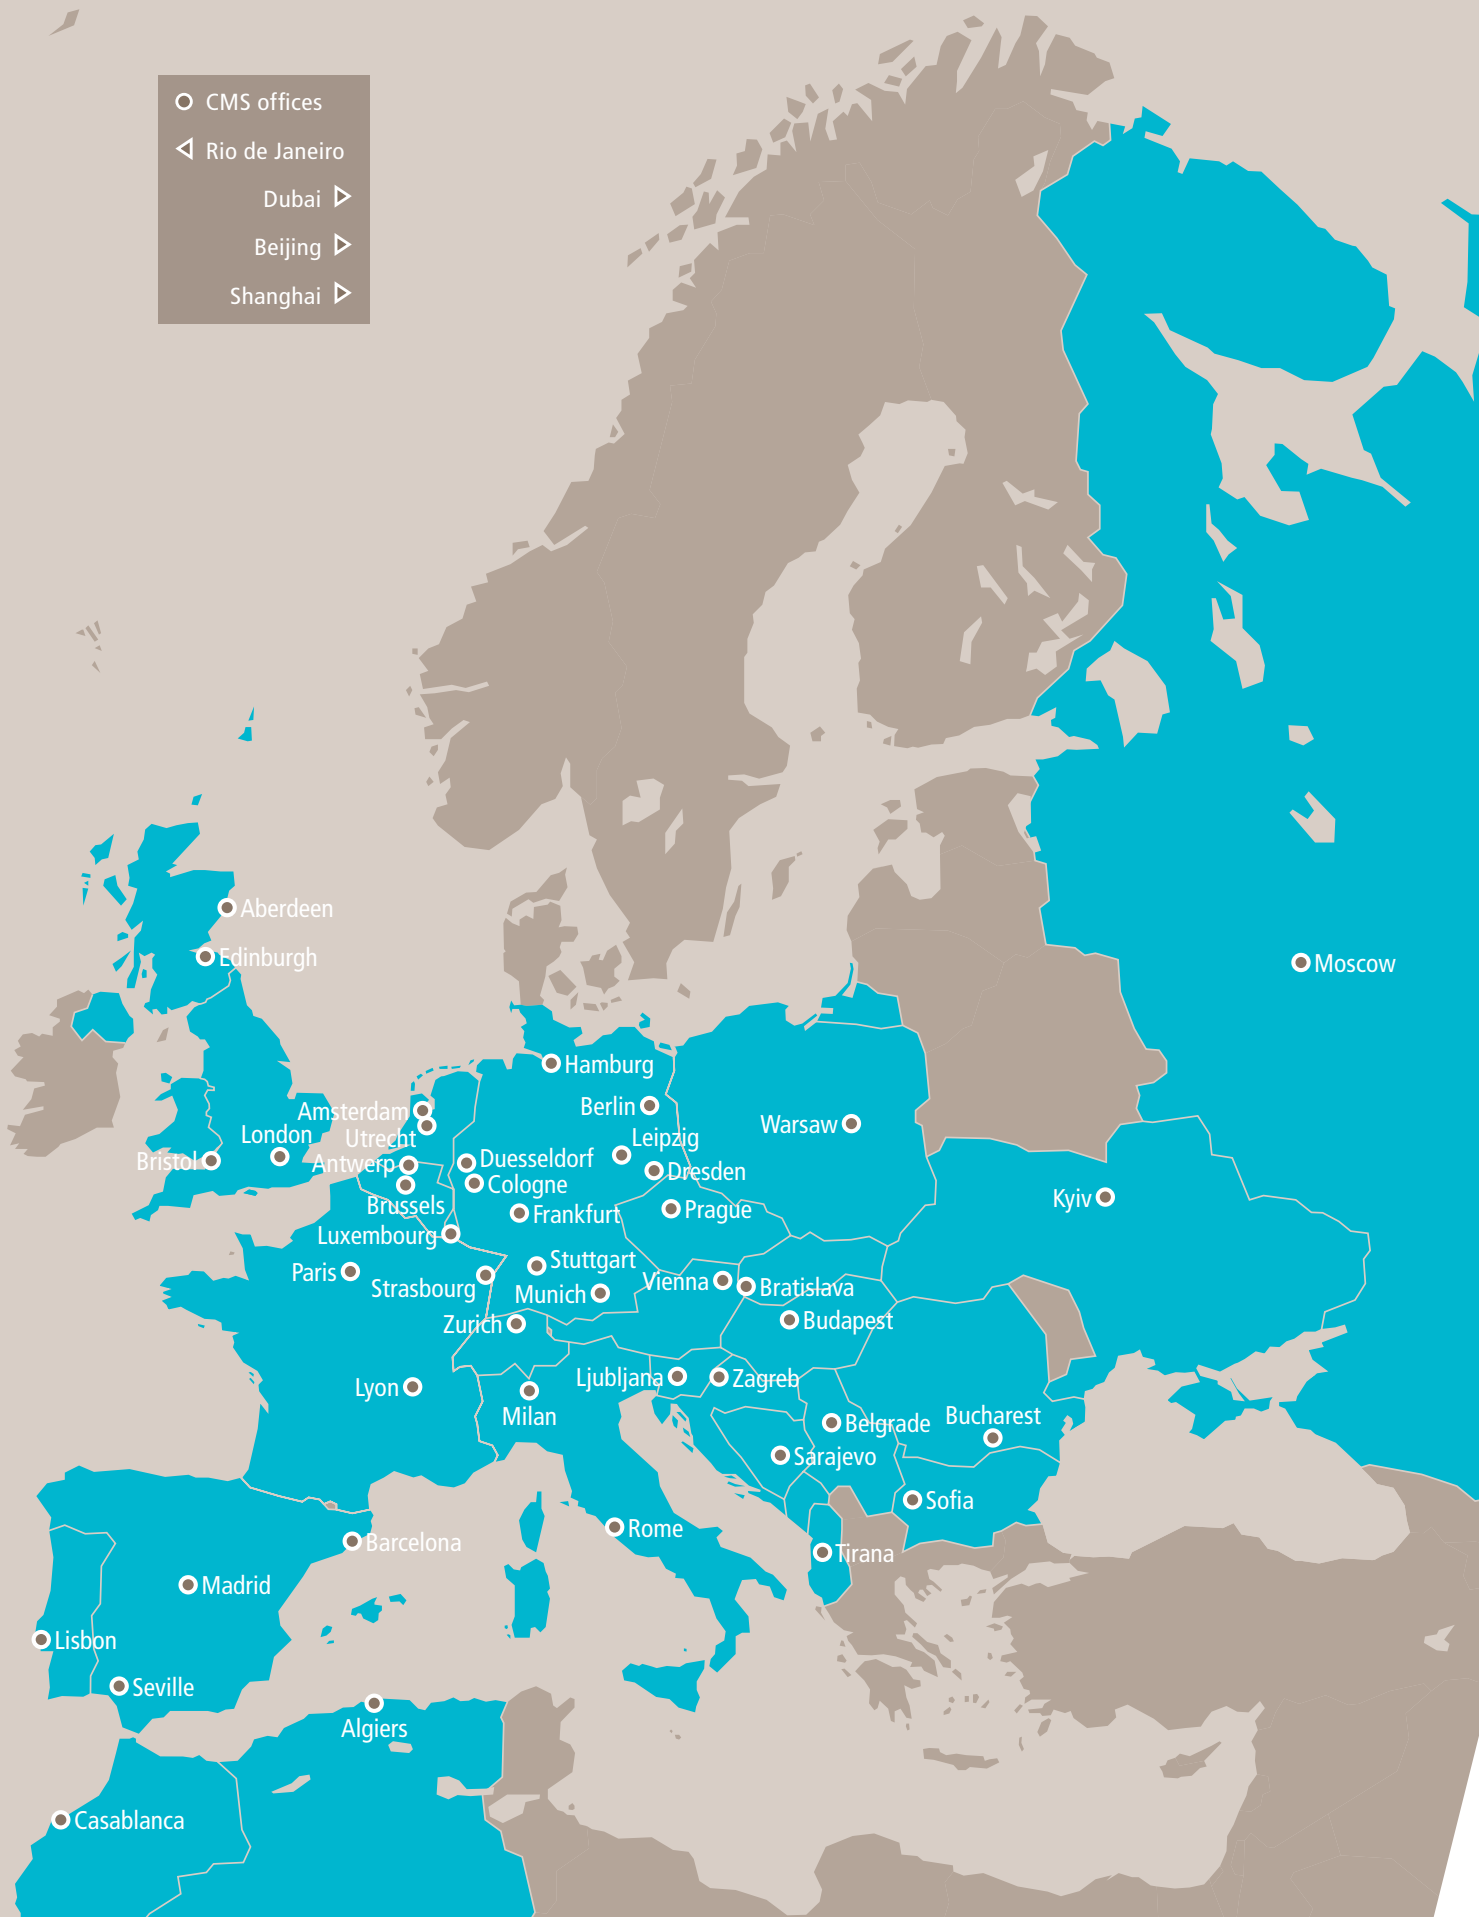 CMS offices
Rio de Janeiro
Dubai
Beijing
Shanghai
Aberdeen
Edinburgh
Moscow
Hamburg
Berlin
Amsterdam
Utrecht
London
Bristol
Antwerp
Brussels
Duesseldorf
Cologne
Leipzig
Dresden
Warsaw
Kyiv
Frankfurt
Prague
Luxembourg
Paris
Strasbourg
Stuttgart
Munich
Vienna
Bratislava
Budapest
Zurich
Lyon
Milan
Ljubljana
Zagreb
Belgrade
Bucharest
Sarajevo
Sofia
Rome
Tirana
Barcelona
Madrid
Lisbon
Seville
Algiers
Casablanca